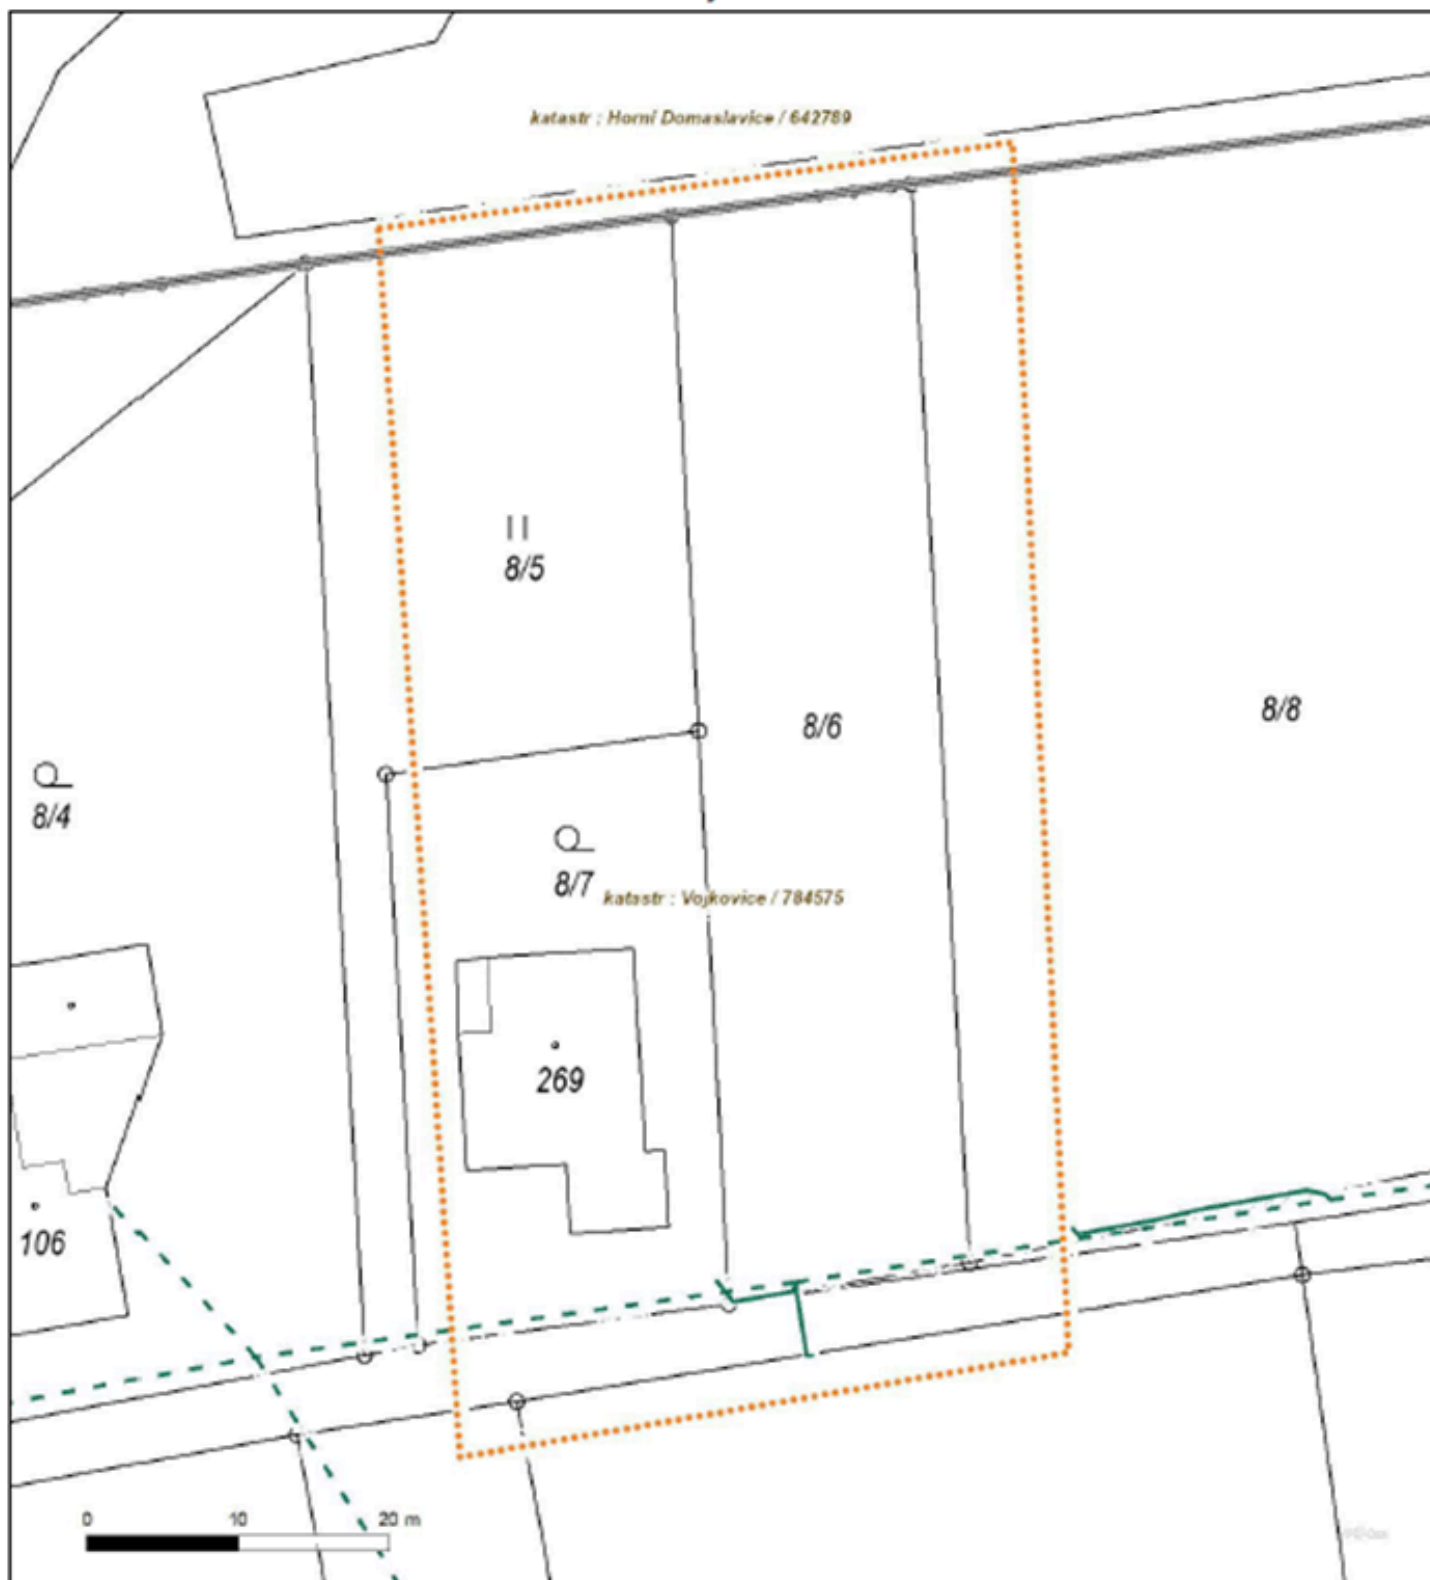 katastr : Horní Domaslavice / 642789
8/5
8/6
8/8
8/4
8/7
katastr : Vojkovice / 784575
269
106
0 10 20 m